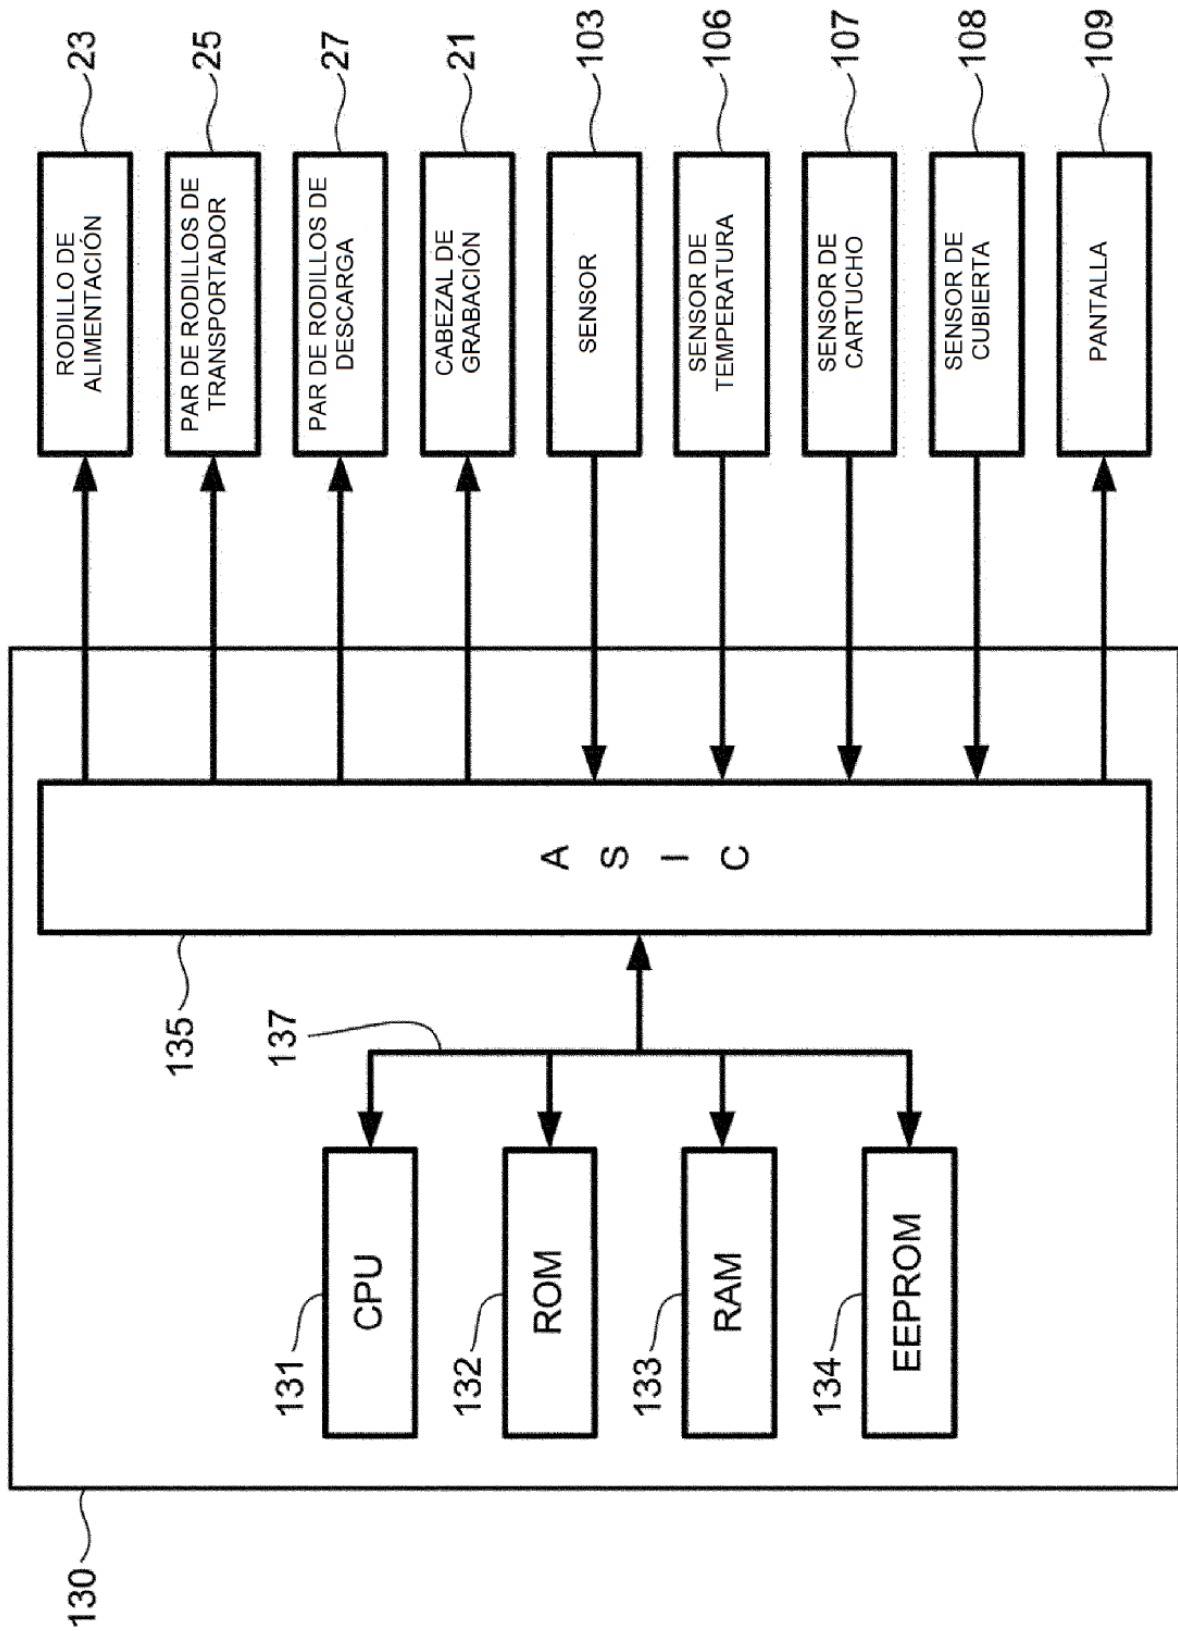 130
131
CPU
132
ROM
133
RAM
134
EEPROM
137
135
A S I C
RODILLO DE
ALIMENTACIÓN
23
PAR DE RODILLOS DE
TRANSPORTADOR
25
PAR DE RODILLOS DE
DESCARGA
27
CABEZAL DE
GRABACIÓN
21
SENSOR
103
SENSOR DE
TEMPERATURA
106
SENSOR DE
CARTUCHO
107
SENSOR DE
CUBIERTA
108
PANTALLA
109